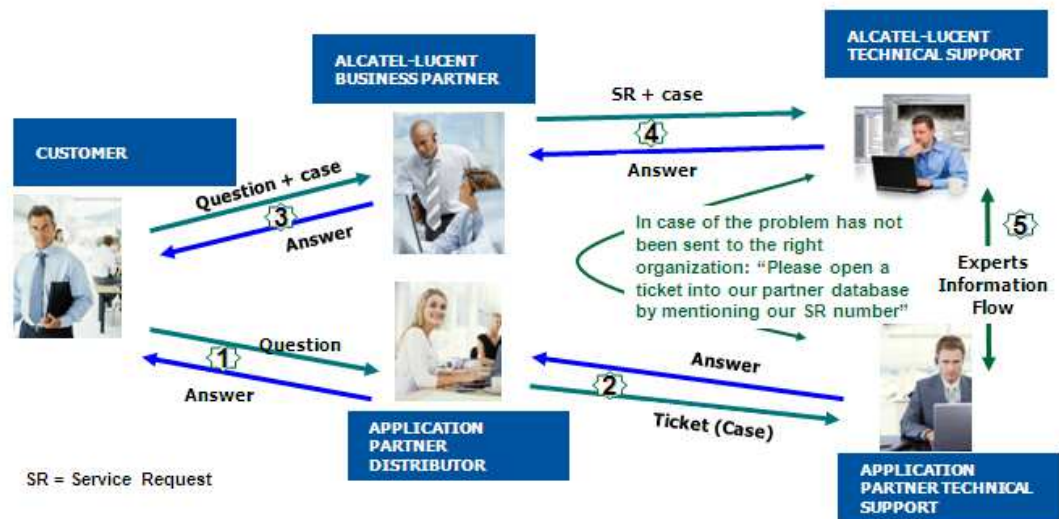 ALCATEL-LUCENT
TECHNICAL SUPPORT
ALCATEL-LUCENT
BUSINESS PARTNER
SR + case
4
Answer
CUSTOMER
Question + case
3
Answer
In case of the problem has not
been sent to the right
organization: “Please open a
ticket into our partner database
by mentioning our SR number”
5
Experts
Information
Flow
Question
1
Answer
Answer
2
Ticket (Case)
APPLICATION
PARTNER
DISTRIBUTOR
APPLICATION
PARTNER TECHNICAL
SUPPORT
SR = Service Request